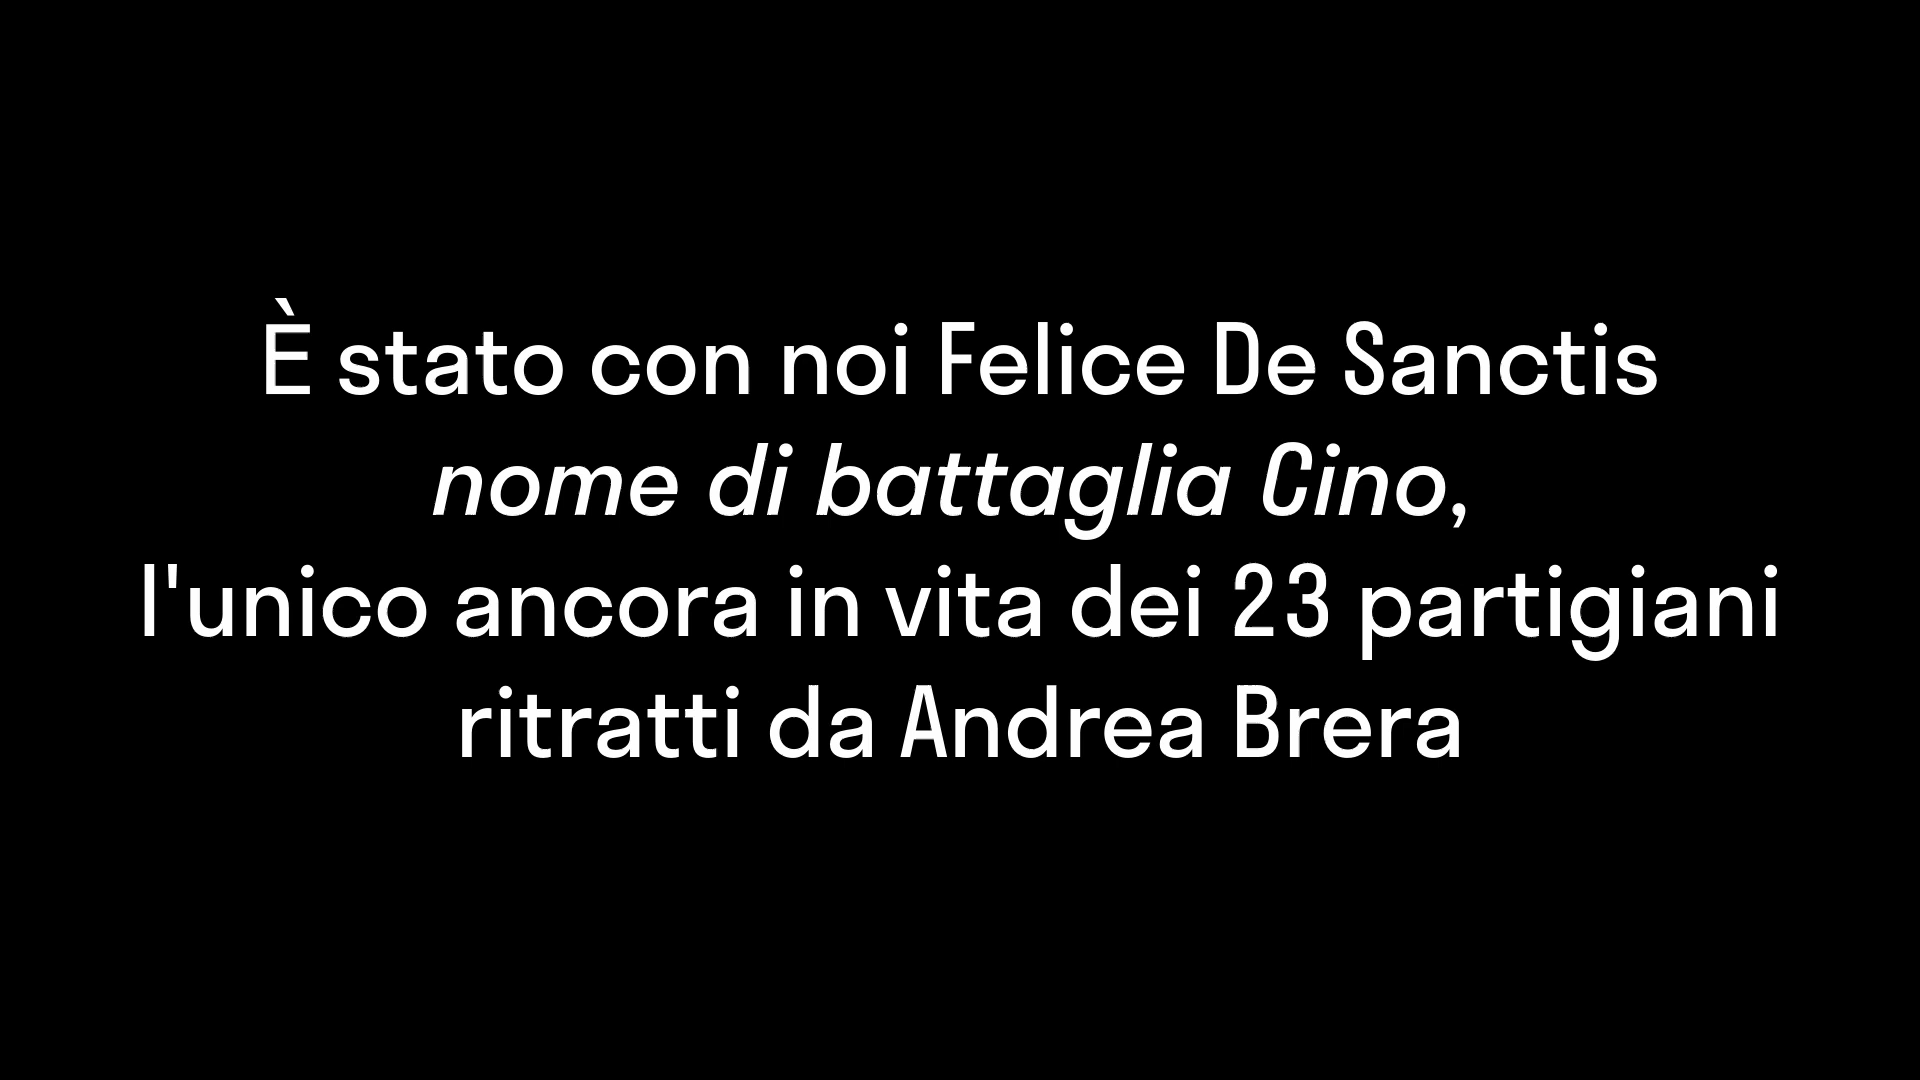 È stato con noi Felice De Sanctis
nome di battaglia Cino,
l'unico ancora in vita dei 23 partigiani
ritratti da Andrea Brera